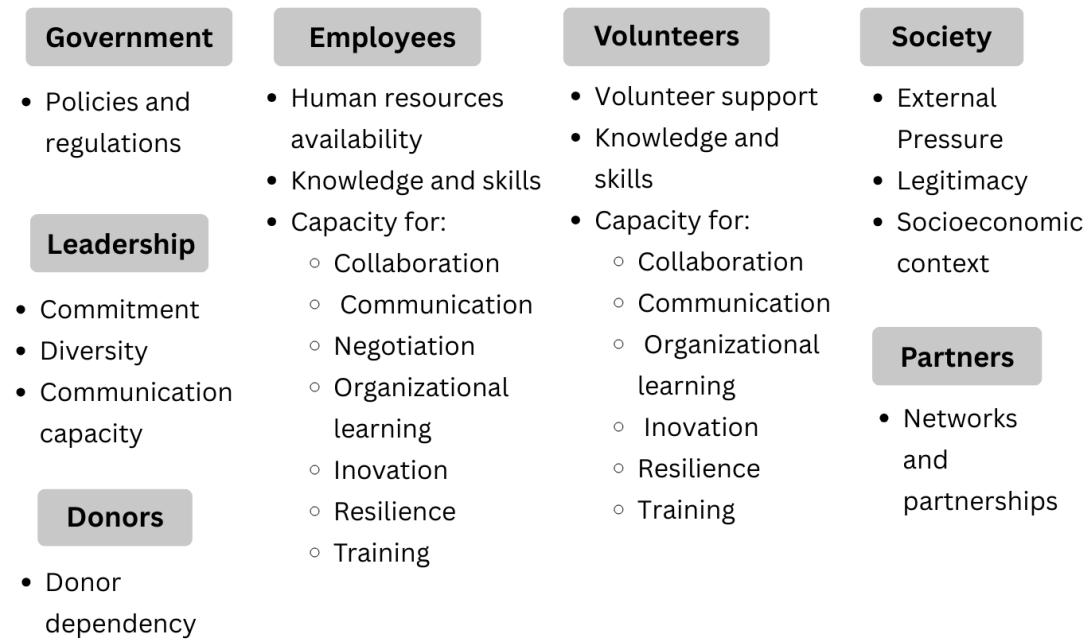 Government
Policies and
regulations
Leadership
Commitment
Diversity
Communication
capacity
Donors
Donor
dependency
Employees
Human resources
availability
Knowledge and skills
Capacity for:
Collaboration
Communication
Negotiation
Organizational
learning
Inovation
Resilience
Training
Volunteers
Volunteer support
Knowledge and
skills
Capacity for:
Collaboration
Communication
Organizational
learning
Inovation
Resilience
Training
Society
External
Pressure
Legitimacy
Socioeconomic
context
Partners
Networks
and
partnerships